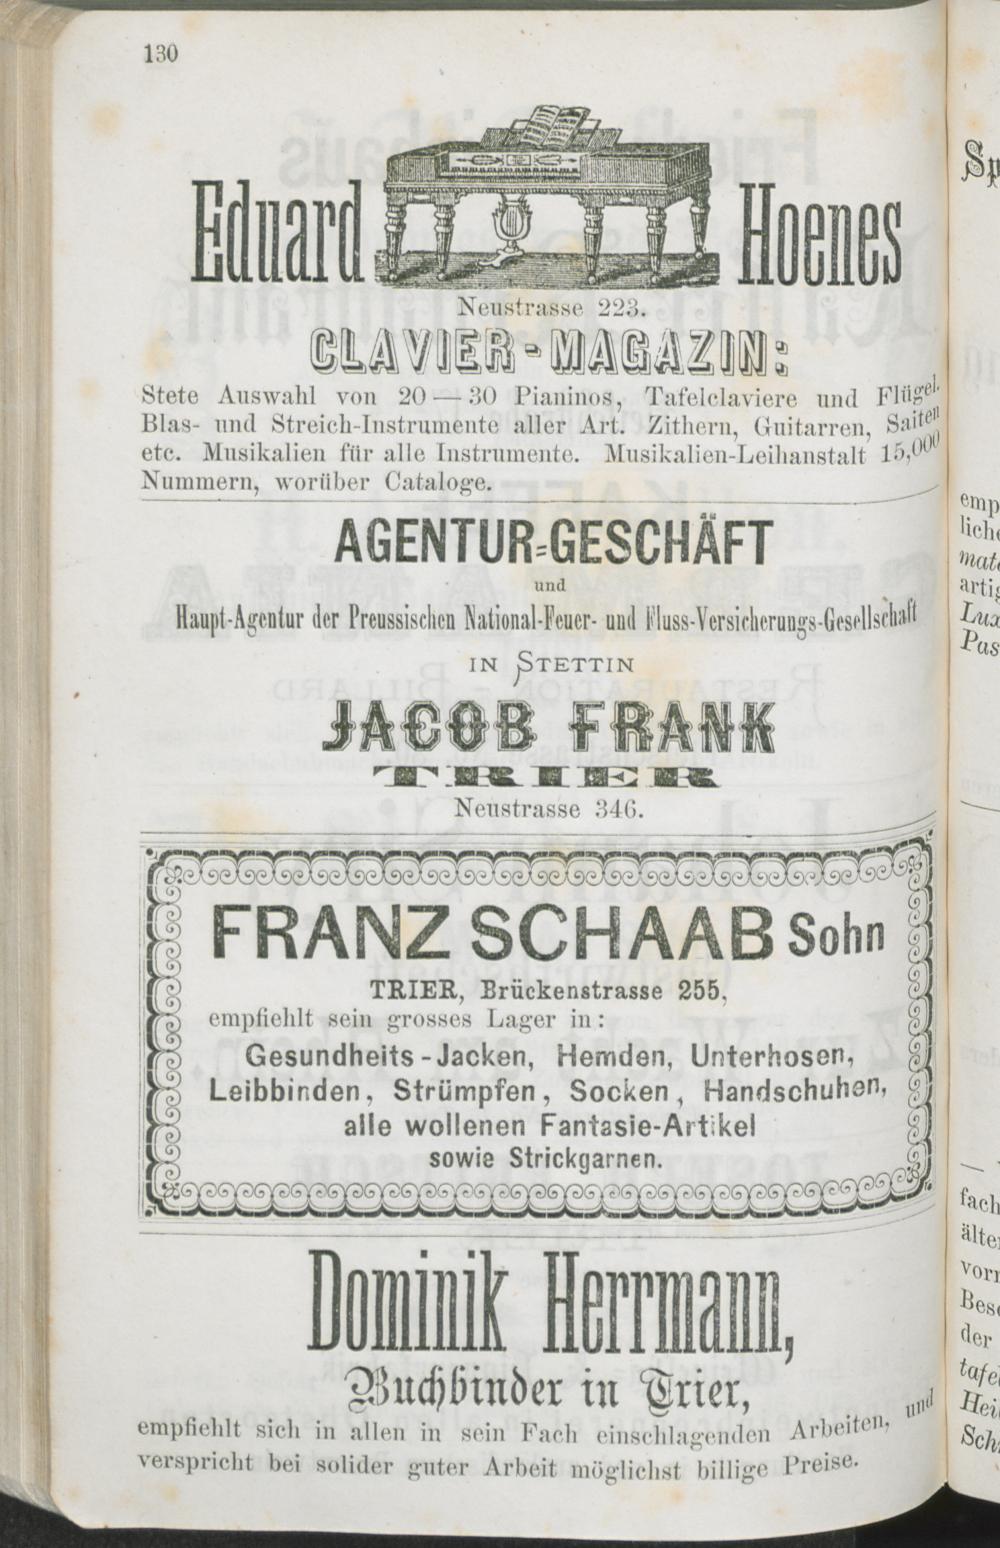 130
Eduard Hoenes
Neustrasse 223.
CLAVIER-MAGAZIN:
Stete Auswahl von 20 — 30 Pianinos, Tafelclaviere und Flügel.
Blas- und Streich-Instrumente aller Art. Zithern, Guitarren, Saiten
etc. Musikalien für alle Instrumente. Musikalien-Leihanstalt 15,000
Nummern, worüber Cataloge.
AGENTUR-GESCHÄFT
und
Haupt-Agentur der Preussischen National-Feuer- und Fluss-Versicherungs-Gesellschaft
IN STETTIN
JACOB FRANK
TRIER
Neustrasse 346.
FRANZ SCHAAB Sohn
TRIER, Brückenstrasse 255,
empfiehlt sein grosses Lager in:
Gesundheits-Jacken, Hemden, Unterhosen,
Leibbinden, Strümpfen, Socken, Handschuhen,
alle wollenen Fantasie-Artikel
sowie Strickgarnen.
Dominik Herrmann,
Buchbinder in Trier,
empfiehlt sich in allen in sein Fach einschlagenden Arbeiten, und
verspricht bei solider guter Arbeit möglichst billige Preise.